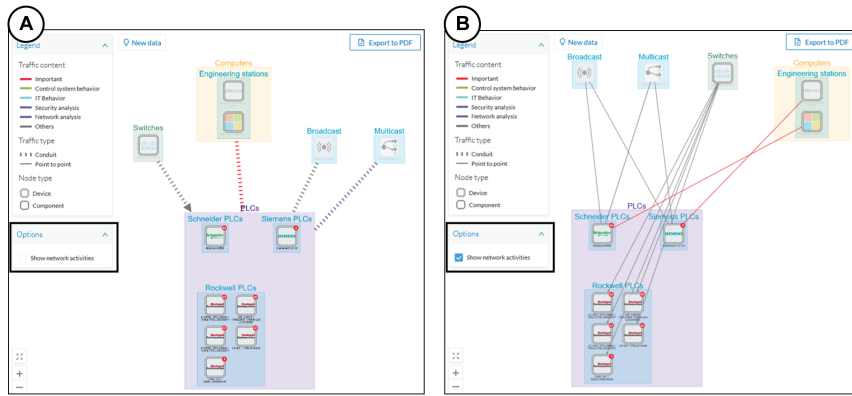 A
Legend
New data
Export to PDF
Traffic content
Important
Control system behavior
IT Behavior
Security analysis
Network analysis
Others
Traffic type
Conduit
Point to point
Node type
Device
Component
Options
Show network activities
Computers
Engineering stations
Switches
Broadcast
Multicast
PLCs
Schneider PLCs
Siemens PLCs
Schneider
SIEMENS
Rockwell PLCs
B
Legend
New data
Export to PDF
Traffic content
Important
Control system behavior
IT Behavior
Security analysis
Network analysis
Others
Traffic type
Conduit
Point to point
Node type
Device
Component
Options
Show network activities
Broadcast
Multicast
Switches
Computers
Engineering stations
PLCs
Schneider PLCs
Siemens PLCs
Schneider
SIEMENS
Rockwell PLCs